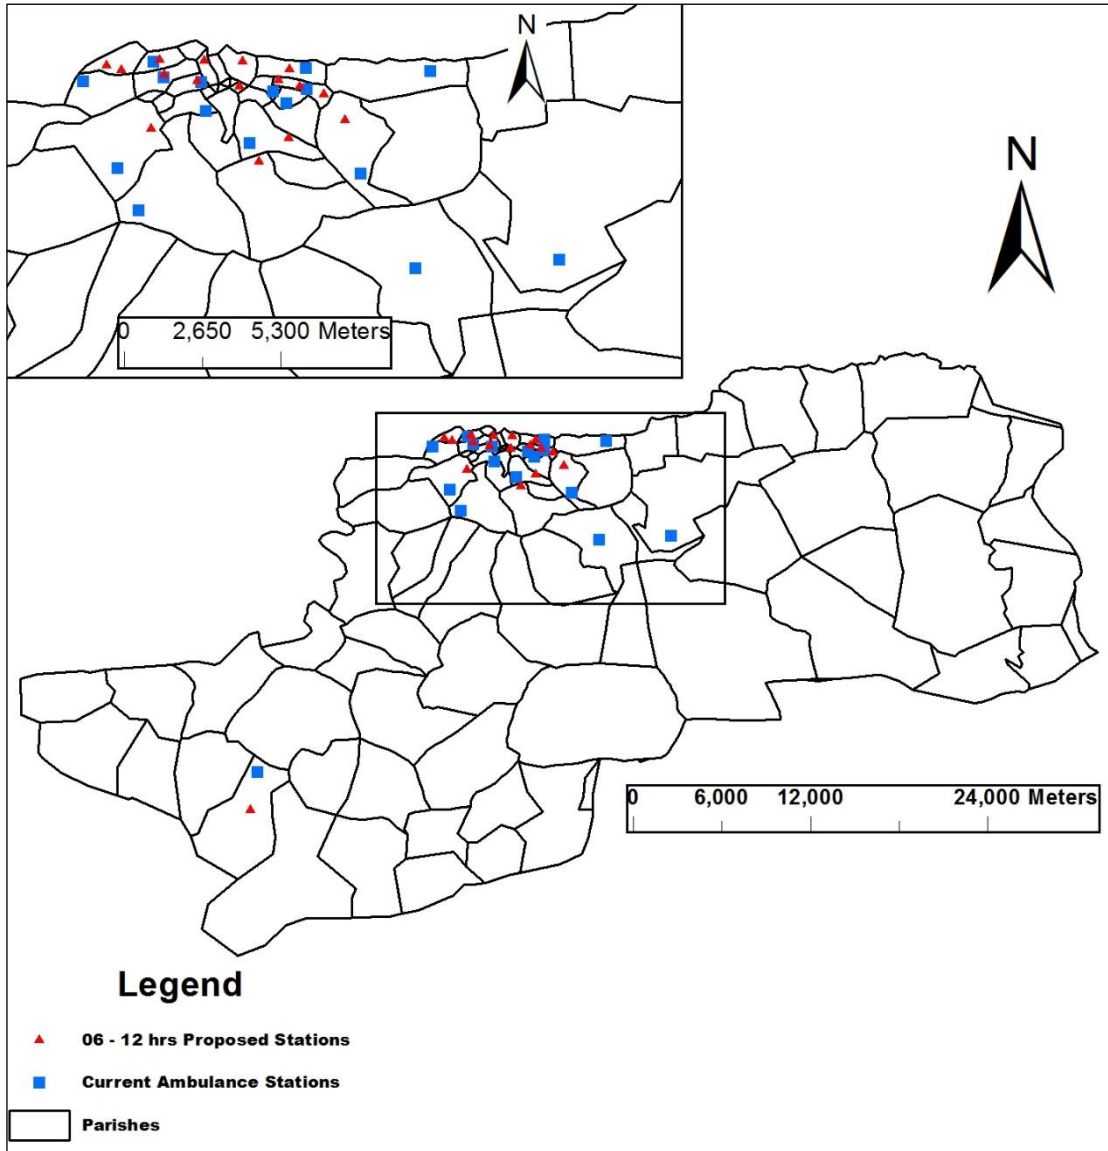 N
0 2,650 5,300 Meters
N
0 6,000 12,000 24,000 Meters
Legend
06 - 12 hrs Proposed Stations
Current Ambulance Stations
Parishes